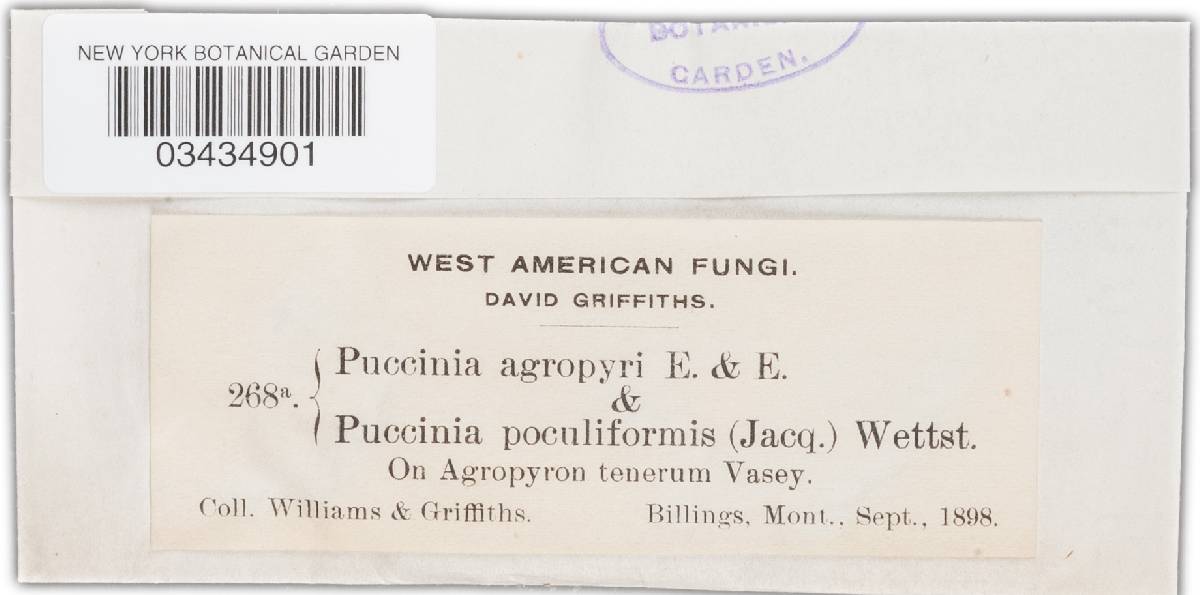 NEW YORK BOTANICAL GARDEN
03434901
GARDEN.
WEST AMERICAN FUNGI.
DAVID GRIFFITHS.
268a. Puccinia agropyri E. & E.
&
Puccinia poculiformis (Jacq.) Wettst.
On Agropyron tenerum Vasey.
Coll. Williams & Griffiths. Billings, Mont., Sept., 1898.